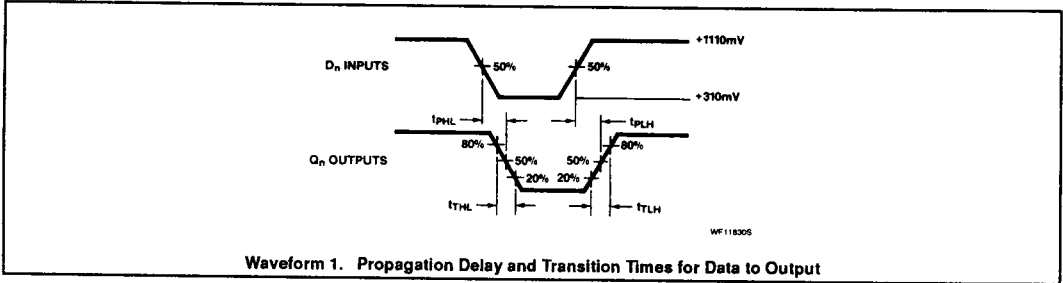 +1110mV
Dn INPUTS
50%
50%
+310mV
tPHL
tPLH
80%
80%
Qn OUTPUTS
50%
50%
20%
20%
tTHL
tTLH
WF11830S
Waveform 1. Propagation Delay and Transition Times for Data to Output